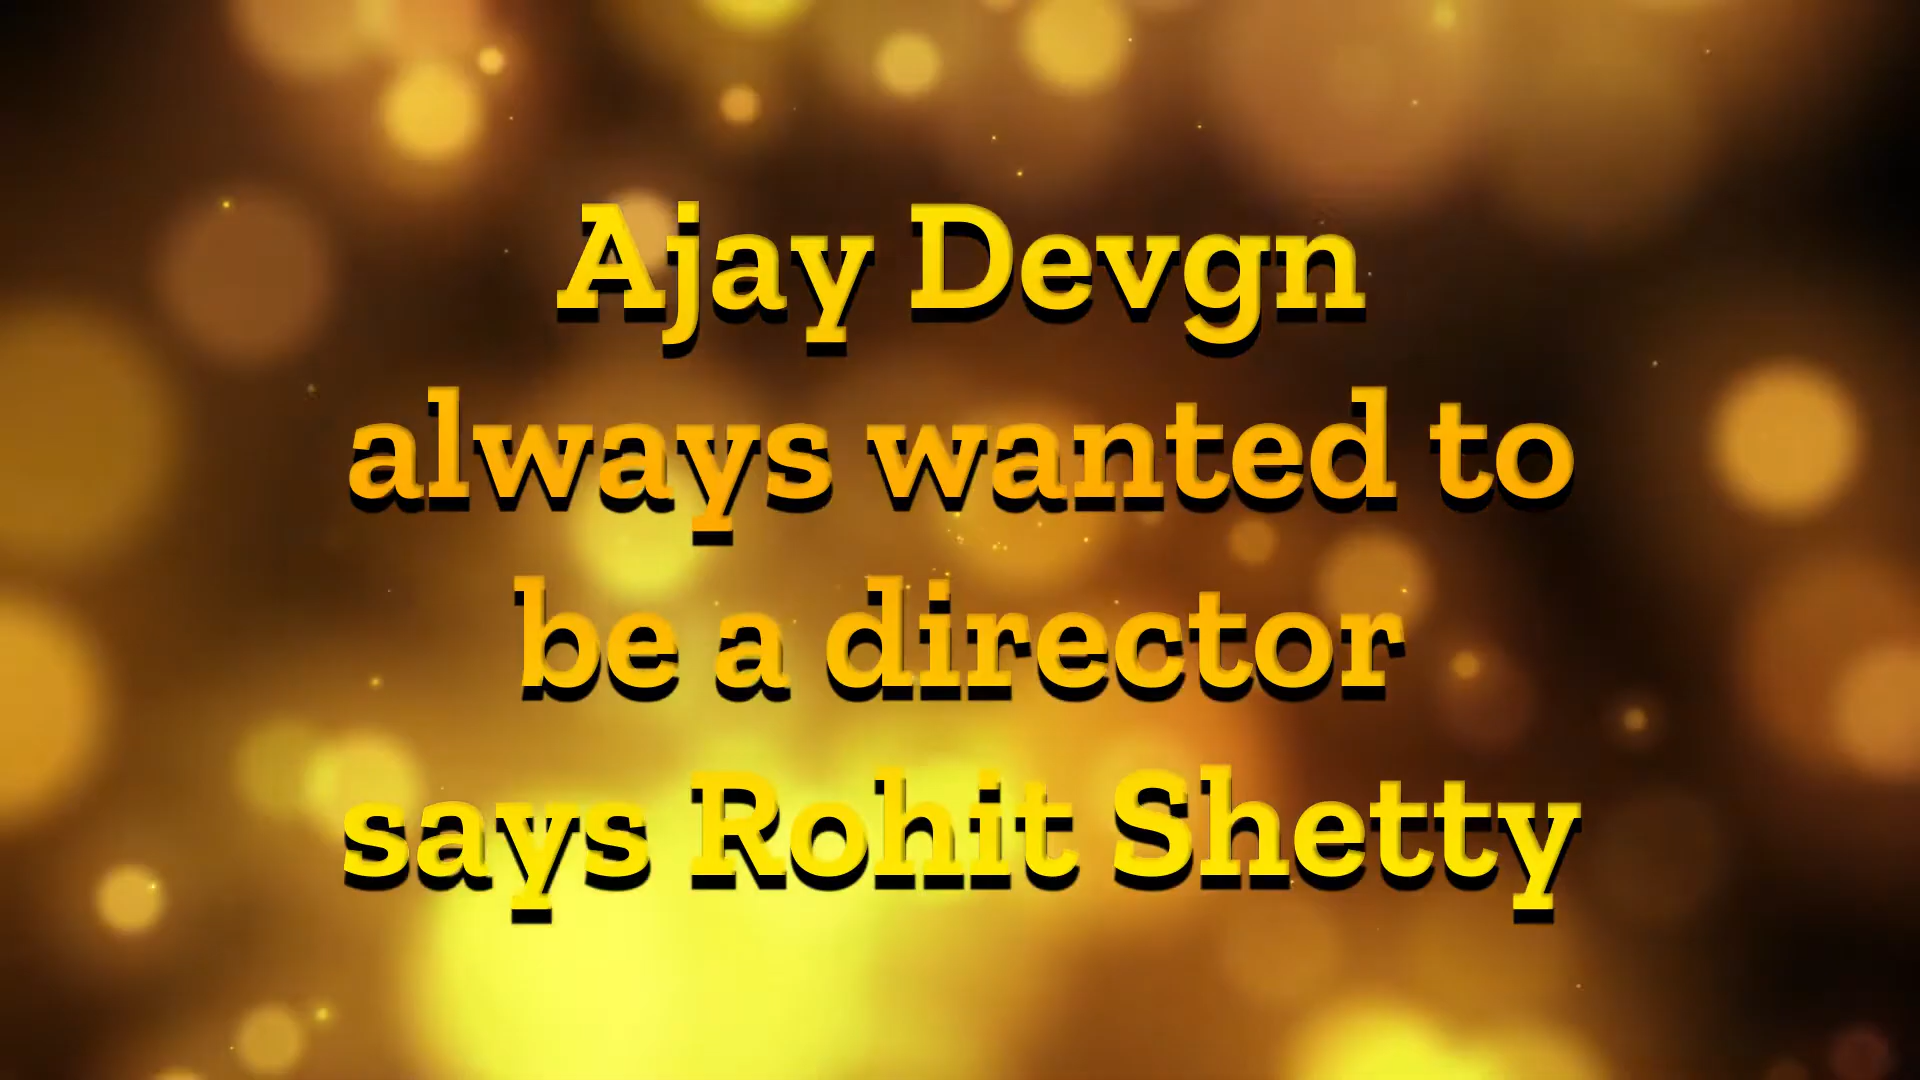 Ajay Devgn
always wanted to
be a director
says Rohit Shetty